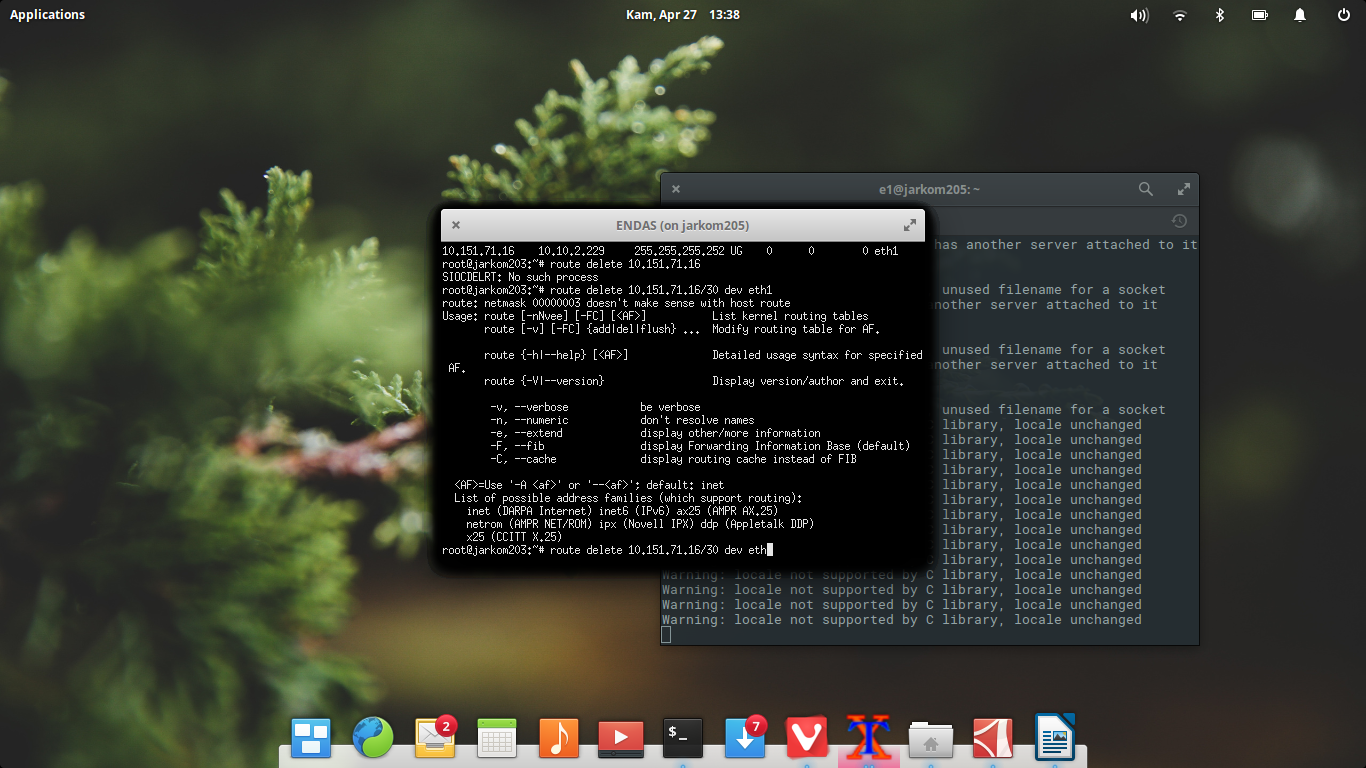 Applications
Kam, Apr 27 13:38
e1@jarkom205: ~
ENDAS (on jarkom205)
10.151.71.16 10.10.2.229 255.255.255.252 UG 0 0 0 eth1
root@jarkom203:~# route delete 10.151.71.16
SIOCDELRT: No such process
root@jarkom203:~# route delete 10.151.71.16/30 dev eth1
route: netmask 00000003 doesn't make sense with host route
Usage: route [-nNvee] [-FC] [<AF>] List kernel routing tables
route [-v] [-FC] {add|del|flush} ... Modify routing table for AF.
route {-h|--help} [<AF>] Detailed usage syntax for specified
AF.
route {-V|--version} Display version/author and exit.
-v, --verbose be verbose
-n, --numeric don't resolve names
-e, --extend display other/more information
-F, --fib display Forwarding Information Base (default)
-C, --cache display routing cache instead of FIB
<AF>=Use '-A <af>' or '--<af>'; default: inet
List of possible address families (which support routing):
inet (DARPA Internet) inet6 (IPv6) ax25 (AMPR AX.25)
netrom (AMPR NET/ROM) ipx (Novell IPX) ddp (Appletalk DDP)
x25 (CCITT X.25)
root@jarkom203:~# route delete 10.151.71.16/30 dev eth
has another server attached to it
unused filename for a socket
nother server attached to it
unused filename for a socket
nother server attached to it
unused filename for a socket
library, locale unchanged
library, locale unchanged
library, locale unchanged
library, locale unchanged
library, locale unchanged
library, locale unchanged
library, locale unchanged
library, locale unchanged
library, locale unchanged
C library, locale unchanged
Warning: locale not supported by C library, locale unchanged
Warning: locale not supported by C library, locale unchanged
Warning: locale not supported by C library, locale unchanged
Warning: locale not supported by C library, locale unchanged
2
$_
7